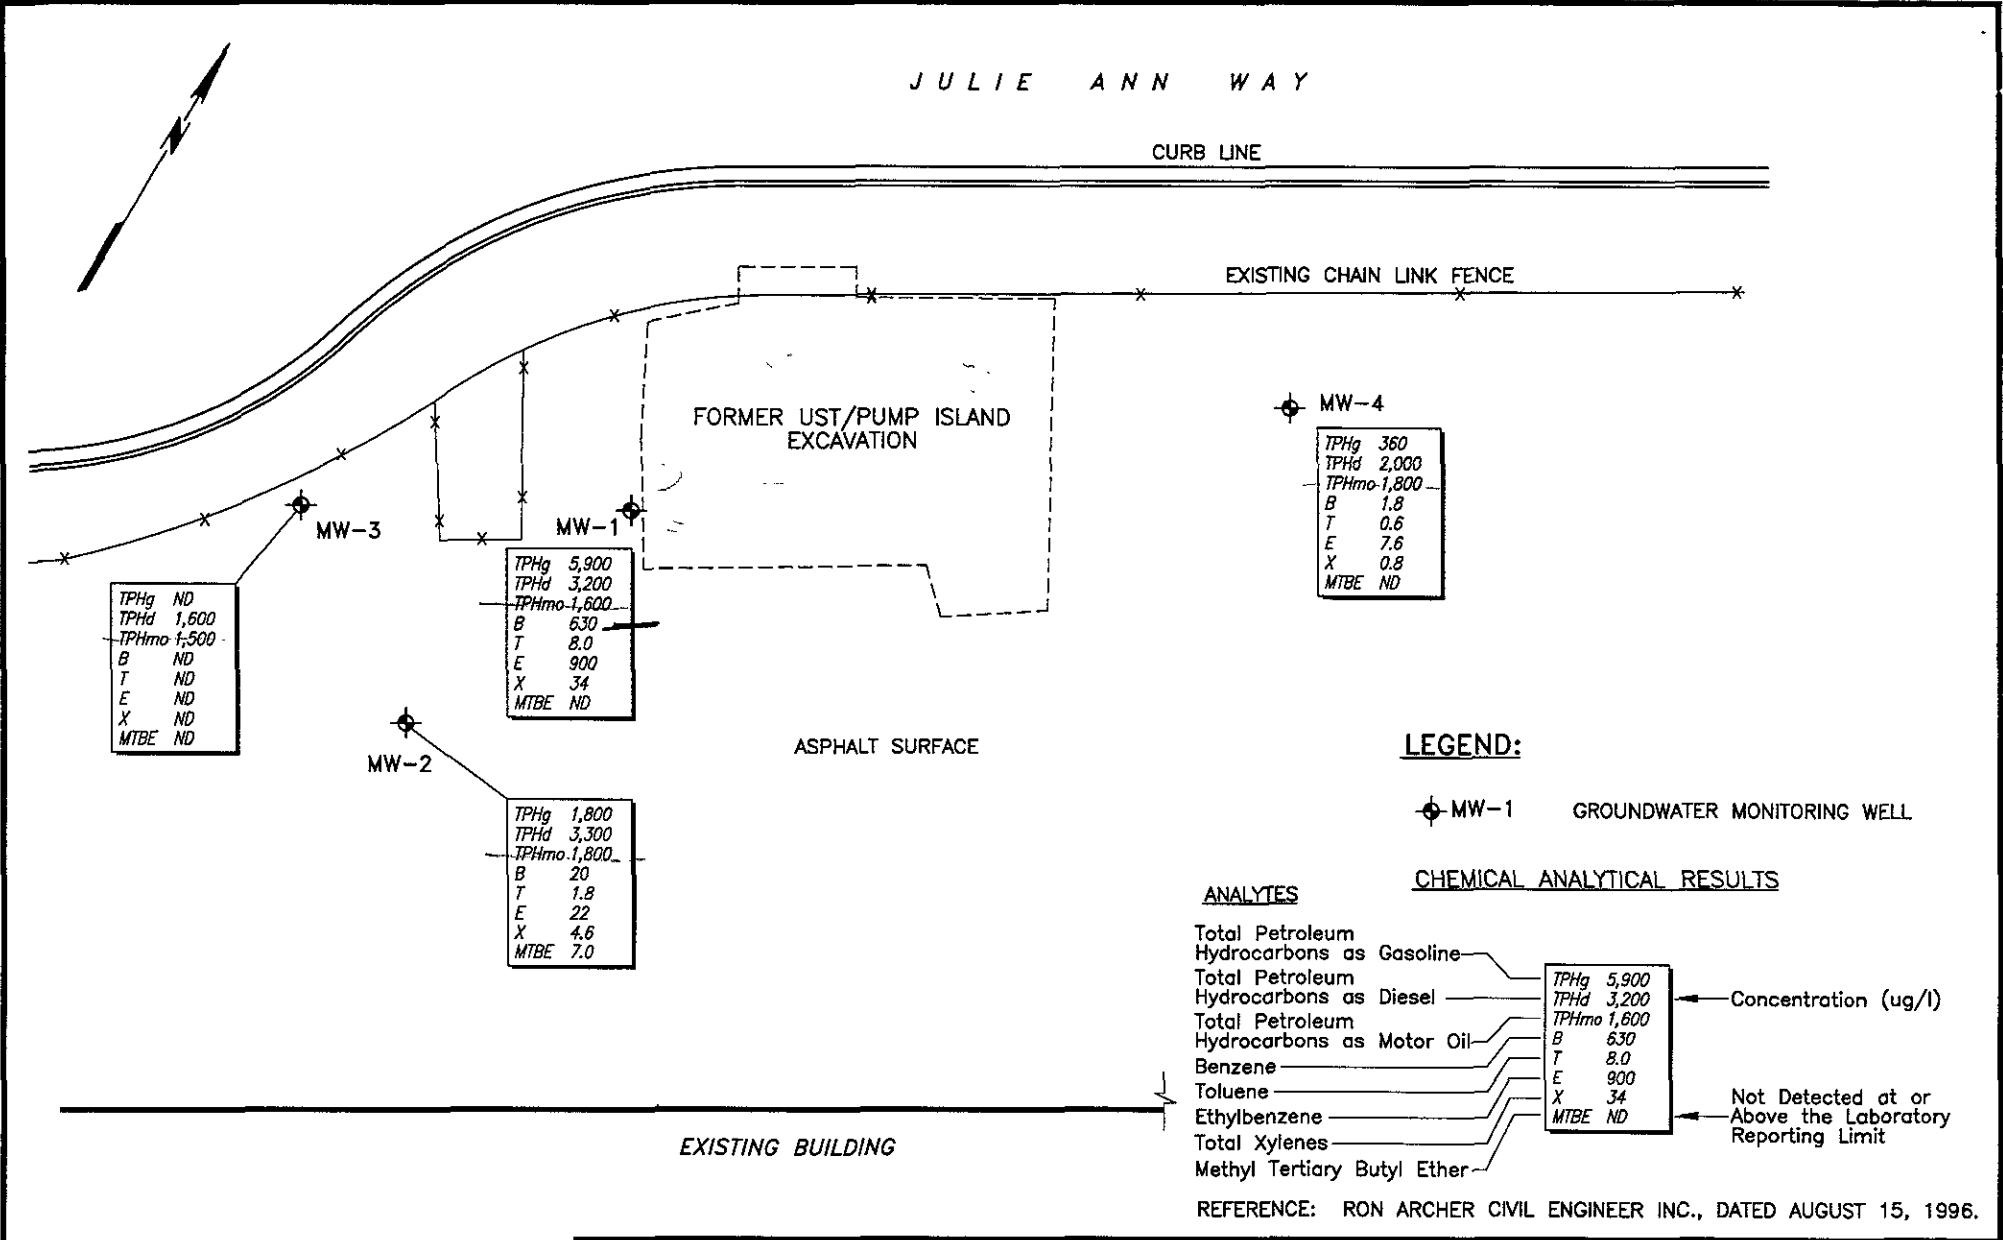 JULIE ANN WAY
CURB LINE
EXISTING CHAIN LINK FENCE
FORMER UST/PUMP ISLAND
EXCAVATION
MW-4
TPHg 360
TPHd 2,000
TPHmo 1,800
B 1.8
T 0.6
E 7.6
X 0.8
MTBE ND
MW-3
TPHg ND
TPHd 1,600
TPHmo 1,500
B ND
T ND
E ND
X ND
MTBE ND
MW-1
TPHg 5,900
TPHd 3,200
TPHmo 1,600
B 630
T 8.0
E 900
X 34
MTBE ND
MW-2
TPHg 1,800
TPHd 3,300
TPHmo 1,800
B 20
T 1.8
E 22
X 4.6
MTBE 7.0
ASPHALT SURFACE
LEGEND:
MW-1 GROUNDWATER MONITORING WELL
CHEMICAL ANALYTICAL RESULTS
ANALYTES
Total Petroleum
Hydrocarbons as Gasoline
Total Petroleum
Hydrocarbons as Diesel
Total Petroleum
Hydrocarbons as Motor Oil
Benzene
Toluene
Ethylbenzene
Total Xylenes
Methyl Tertiary Butyl Ether
TPHg 5,900
TPHd 3,200
TPHmo 1,600
B 630
T 8.0
E 900
X 34
MTBE ND
Concentration (ug/l)
Not Detected at or
Above the Laboratory
Reporting Limit
EXISTING BUILDING
REFERENCE: RON ARCHER CIVIL ENGINEER INC., DATED AUGUST 15, 1996.